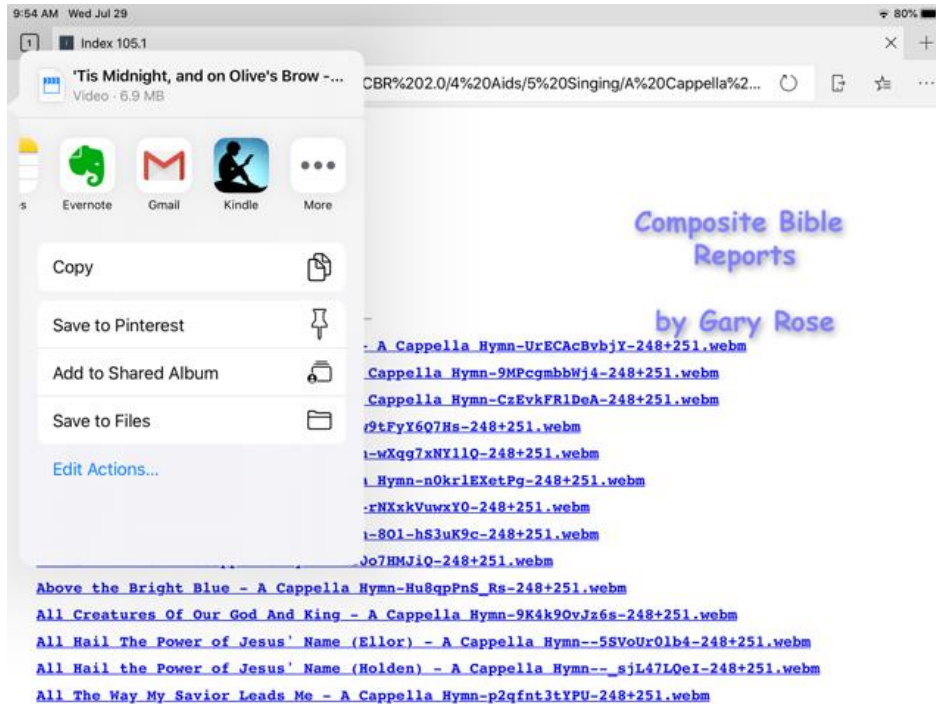 9:54 AM Wed Jul 29
80%
1
Index 105.1
'Tis Midnight, and on Olive's Brow -...
Video · 6.9 MB
CBR%202.0/4%20Aids/5%20Singing/A%20Cappella%2...
s Evernote Gmail Kindle More
Copy
Save to Pinterest
Add to Shared Album
Save to Files
Edit Actions...
Composite Bible
Reports
by Gary Rose
- A Cappella Hymn-UrECAcBvbjY-248+251.webm
Cappella Hymn-9MPcgmbbWj4-248+251.webm
Cappella Hymn-CzEvkFRlDeA-248+251.webm
9tFyY6Q7Hs-248+251.webm
-wXqg7xNY11Q-248+251.webm
Hymn-n0krlEXetPg-248+251.webm
-rNXxkVuwxY0-248+251.webm
-8O1-hS3uK9c-248+251.webm
o7HMJiQ-248+251.webm
Above the Bright Blue - A Cappella Hymn-Hu8qpPnS_Rs-248+251.webm
All Creatures Of Our God And King - A Cappella Hymn-9K4k9OvJz6s-248+251.webm
All Hail The Power of Jesus' Name (Ellor) - A Cappella Hymn--5SVoUrOlb4-248+251.webm
All Hail the Power of Jesus' Name (Holden) - A Cappella Hymn--_sjL47LQeI-248+251.webm
All The Way My Savior Leads Me - A Cappella Hymn-p2qfnt3tYPU-248+251.webm